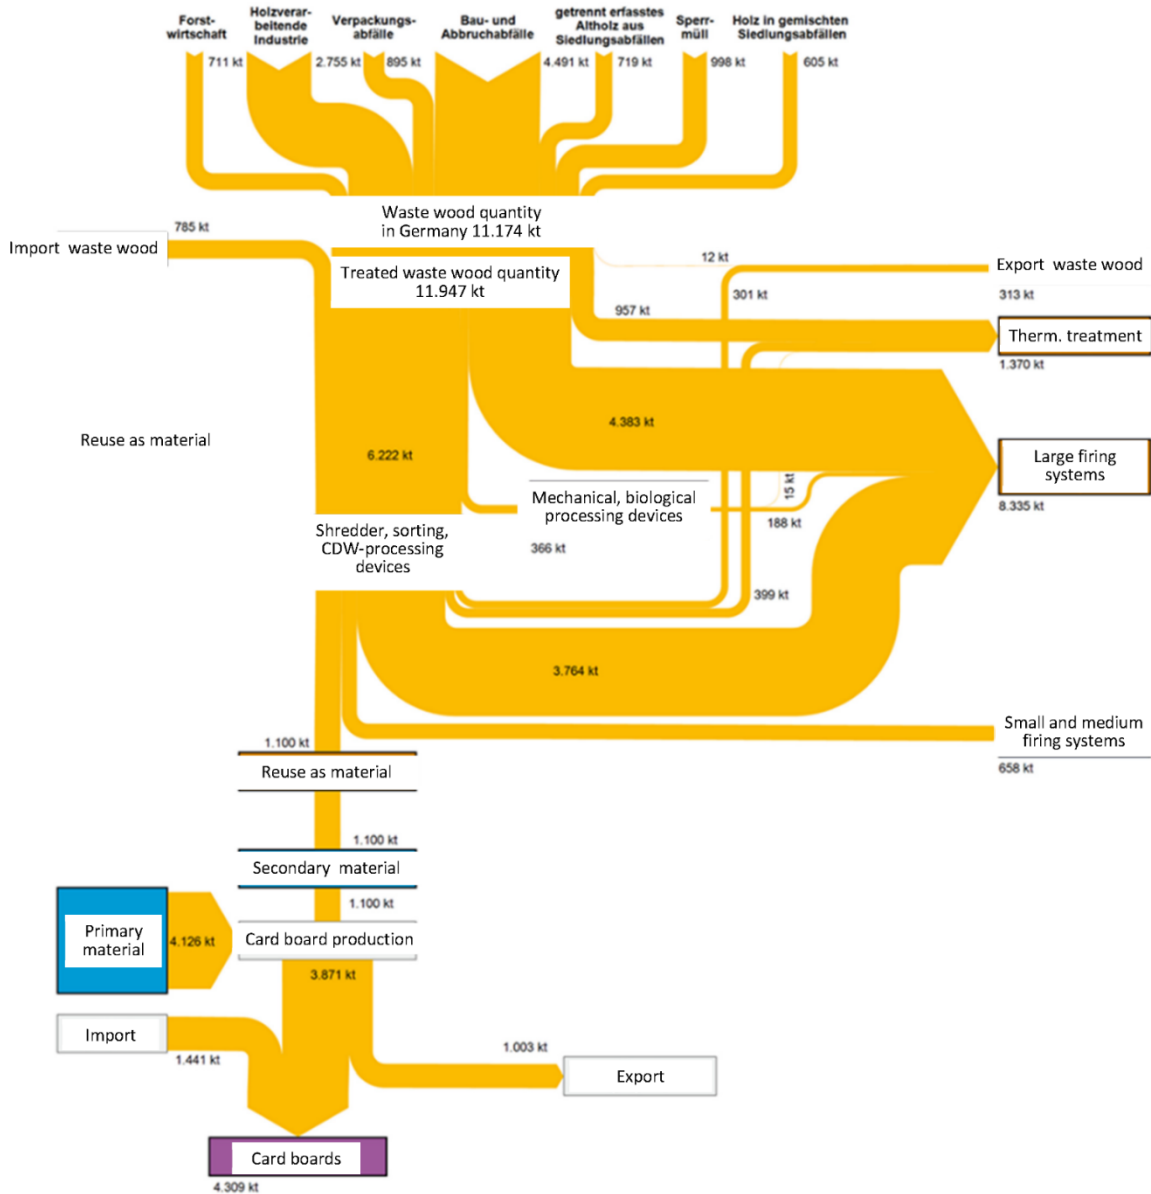 Forst-
wirtschaft
Holzverar-
beitende
Industrie
Verpackungs-
abfälle
Bau- und
Abbruchabfälle
getrennt erfasstes
Altholz aus
Siedlungsabfällen
Sperr-
müll
Holz in gemischten
Siedlungsabfällen
711 kt
2.755 kt
895 kt
4.491 kt
719 kt
998 kt
605 kt
Waste wood quantity
in Germany 11.174 kt
785 kt
Import waste wood
Treated waste wood quantity
11.947 kt
12 kt
Export waste wood
301 kt
313 kt
957 kt
Therm. treatment
1.370 kt
4.383 kt
Reuse as material
6.222 kt
Large firing
systems
8.335 kt
Mechanical, biological
processing devices
15 kt
188 kt
366 kt
Shredder, sorting,
CDW-processing
devices
399 kt
3.764 kt
Small and medium
firing systems
658 kt
1.100 kt
Reuse as material
1.100 kt
Secondary material
1.100 kt
Primary
material
4.126 kt
Card board production
3.871 kt
Import
1.441 kt
1.003 kt
Export
Card boards
4.309 kt